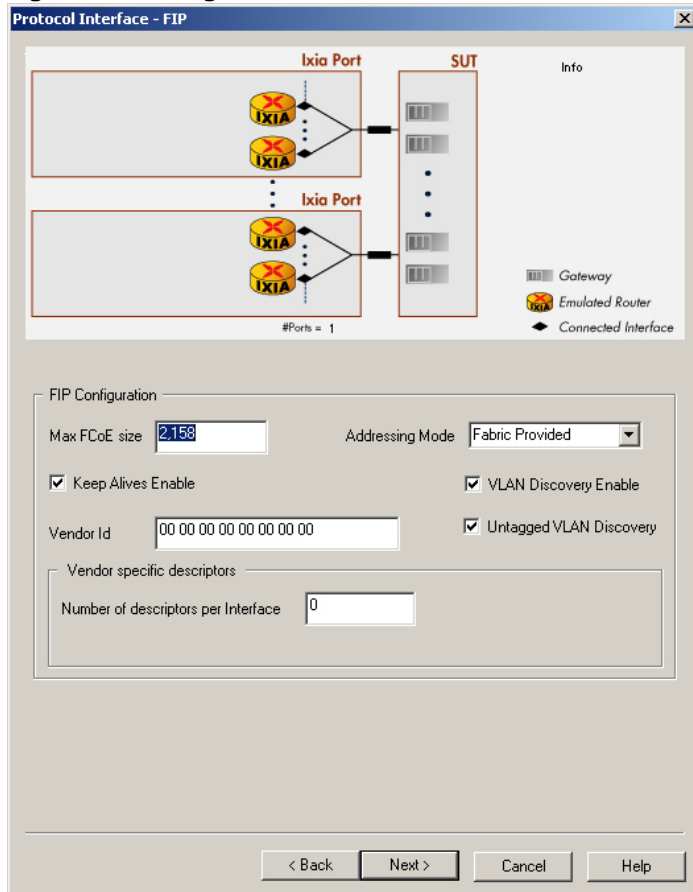 Protocol Interface - FIP
Ixia Port
SUT
Info
IXIA
IXIA
Ixia Port
IXIA
IXIA
Gateway
IXIA
Emulated Router
#Ports = 1
Connected Interface
FIP Configuration
Max FCoE size
2,158
Addressing Mode
Fabric Provided
Keep Alives Enable
VLAN Discovery Enable
Vendor Id
00 00 00 00 00 00 00 00
Untagged VLAN Discovery
Vendor specific descriptors
Number of descriptors per Interface
0
< Back
Next >
Cancel
Help